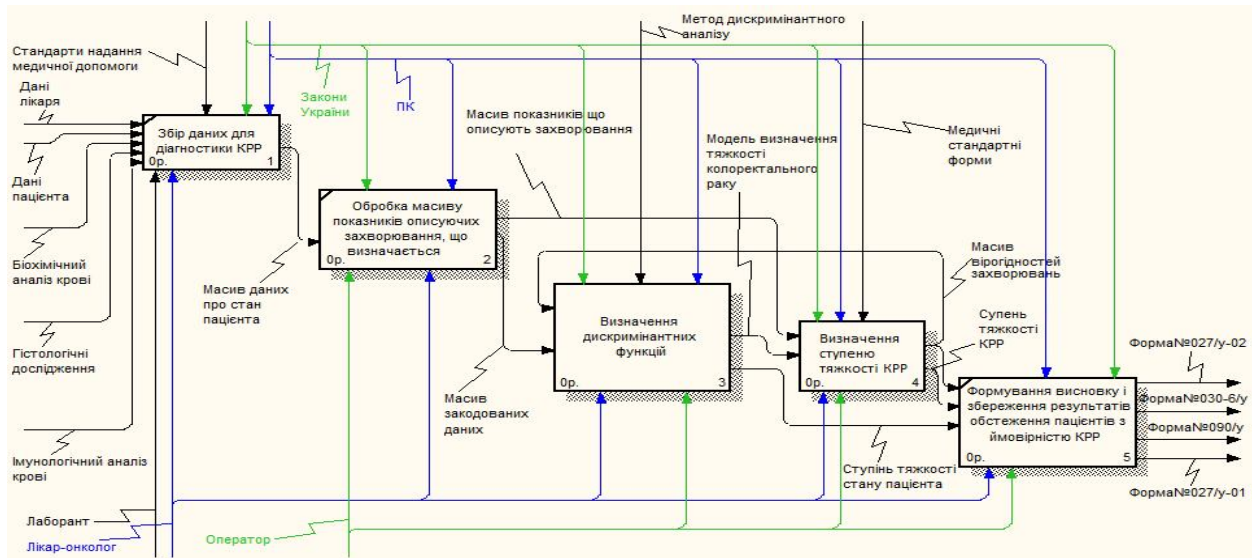 Метод дискримінантного
аналізу
Стандарти надання
медичної допомоги
Дані
лікаря
Закони
України
ПК
Масив показників що
описують захворювання
Модель визначення
тяжкості
колоректального
раку
Медичні
стандартні
форми
Збір даних для
діагностики КРР
0р.
1
Дані
пацієнта
Обробка масиву
показників описуючих
захворювання, що
визначається
0р.
2
Біохімічний
аналіз крові
Масив даних
про стан
пацієнта
Масив
вірогідностей
захворювань
Визначення
дискримінантних
функцій
0р.
3
Визначення
ступеню
тяжкості КРР
0р.
4
Супень
тяжкості
КРР
Гістологічні
дослідження
Масив
закодованих
даних
Формування висновку і
збереження результатів
обстеження пацієнтів з
ймовірністю КРР
0р.
5
Форма№027/у-02
Форма№030-6/у
Форма№090/у
Форма№027/у-01
Імунологічний аналіз
крові
Ступінь тяжкості
стану пацієнта
Лаборант
Лікар-онколог
Оператор